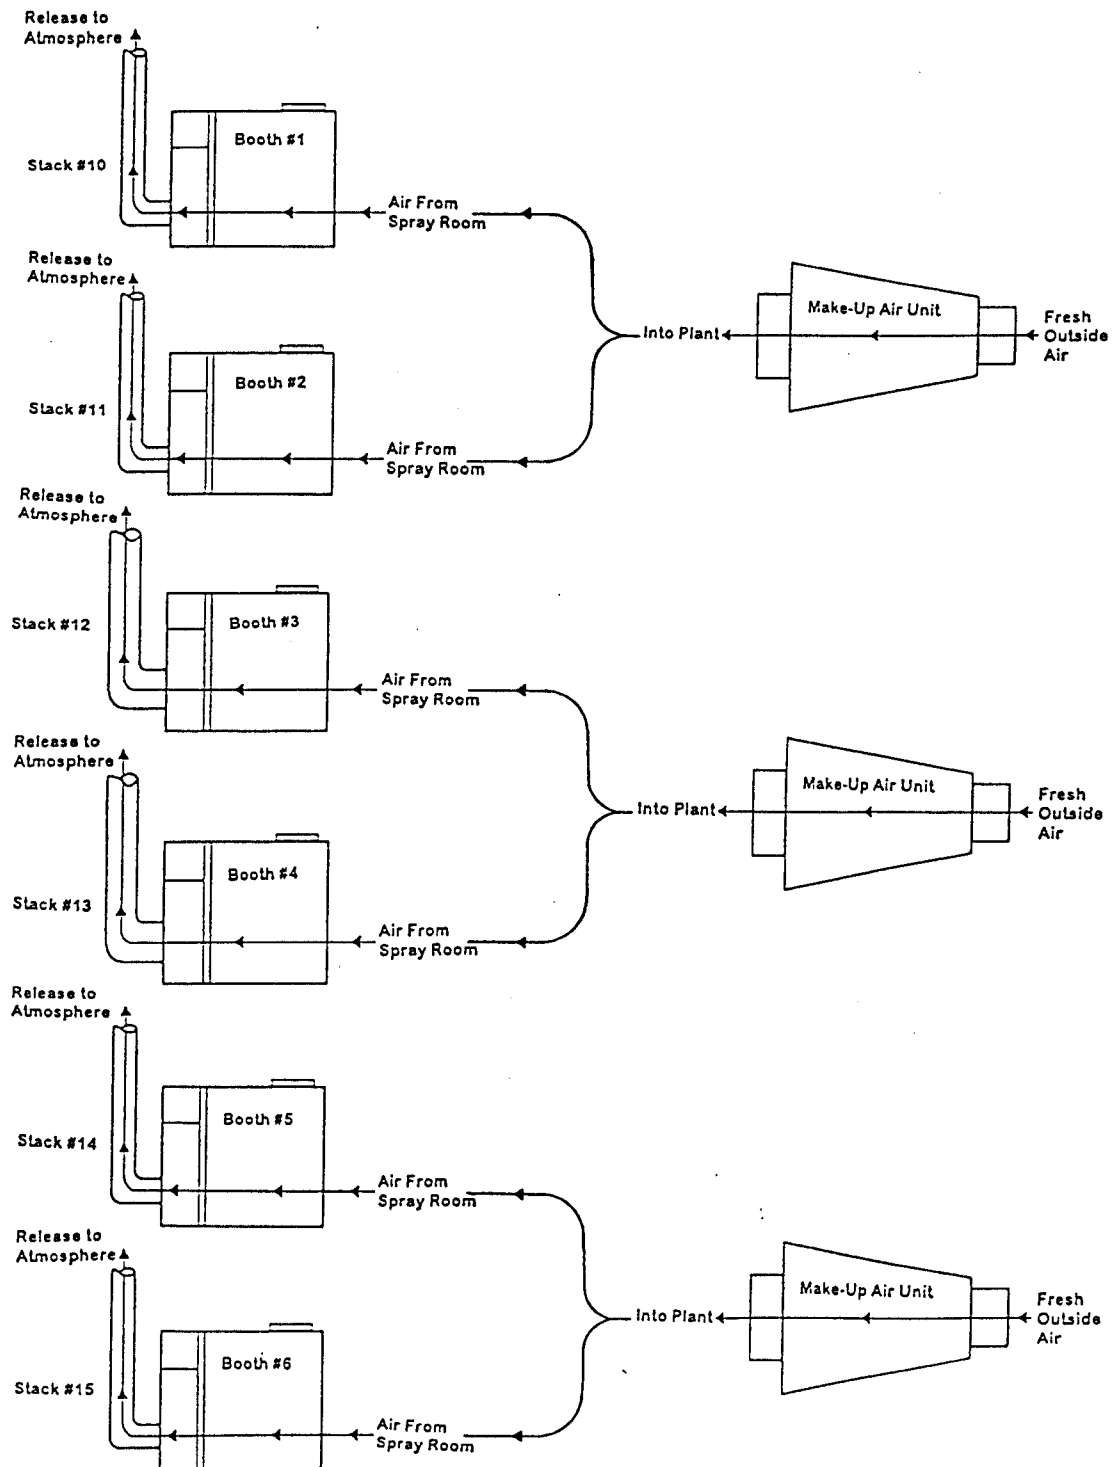 Release to
Atmosphere
Booth #1
Stack #10
Air From
Spray Room
Release to
Atmosphere
Make-Up Air Unit
Into Plant
Fresh
Outside
Air
Booth #2
Stack #11
Air From
Spray Room
Release to
Atmosphere
Stack #12
Booth #3
Air From
Spray Room
Release to
Atmosphere
Make-Up Air Unit
Into Plant
Fresh
Outside
Air
Booth #4
Stack #13
Air From
Spray Room
Release to
Atmosphere
Booth #5
Stack #14
Air From
Spray Room
Release to
Atmosphere
Make-Up Air Unit
Into Plant
Fresh
Outside
Air
Booth #6
Stack #15
Air From
Spray Room